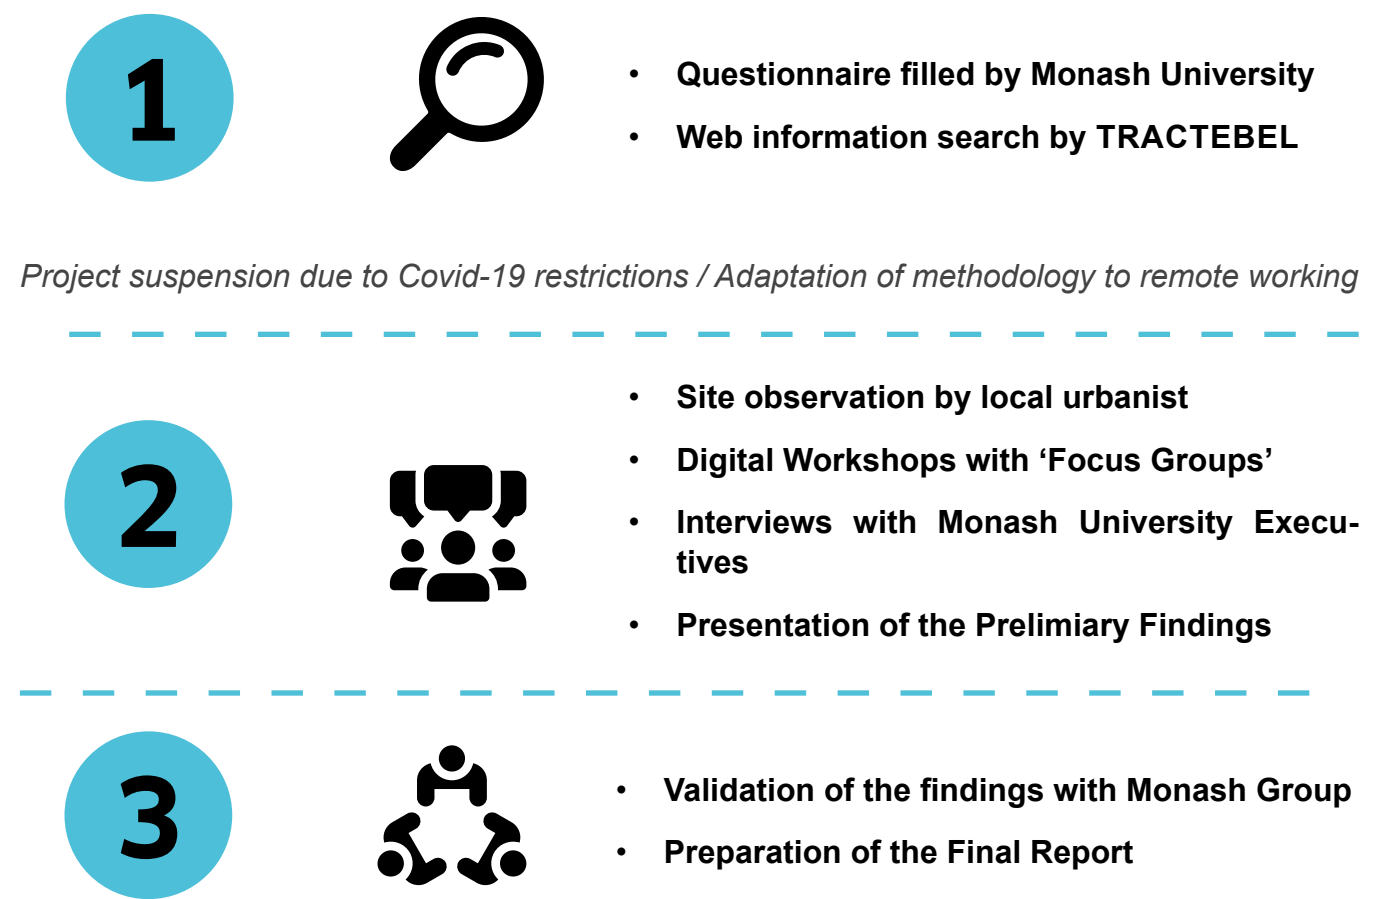 1
• Questionnaire filled by Monash University
• Web information search by TRACTEBEL
Project suspension due to Covid-19 restrictions / Adaptation of methodology to remote working
2
• Site observation by local urbanist
• Digital Workshops with ‘Focus Groups’
• Interviews with Monash University Execu-
tives
• Presentation of the Prelimiary Findings
3
• Validation of the findings with Monash Group
• Preparation of the Final Report